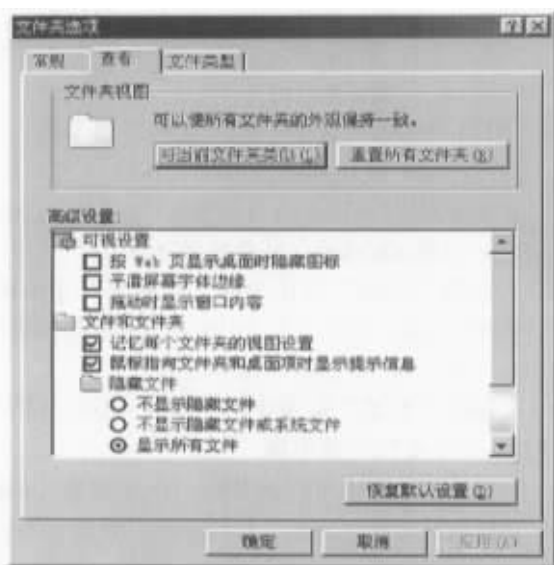 文件夹选项
常规 查看 文件类型
文件夹视图
可以使所有文件夹的外观保持一致。
与当前文件夹类似(L) 重置所有文件夹(R)
高级设置:
可视设置
按 Web 页显示桌面时隐藏图标
平滑屏幕字体边缘
拖动时显示窗口内容
文件和文件夹
记忆每个文件夹的视图设置
鼠标指向文件夹和桌面项时显示提示信息
隐藏文件
不显示隐藏文件
不显示隐藏文件或系统文件
显示所有文件
恢复默认设置(D)
确定 取消 应用(A)